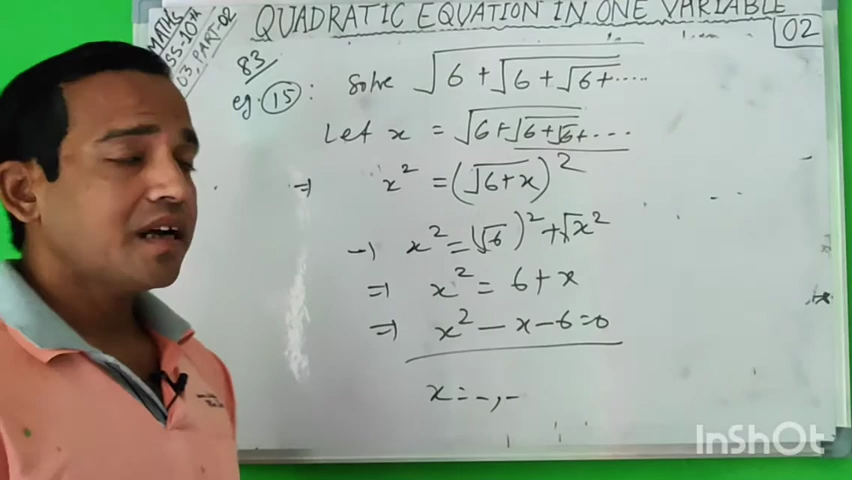 MATHS
SS-10th
03, PART-02
QUADRATIC EQUATION IN ONE VARIABLE
02
83
eg. 15 : Solve √6 + √6 + √6 + .....
Let x = √6 + √6 + √6 + ...
⇒ x² = (√6 + x)²
⇒ x² = (√6)² + √x²
⇒ x² = 6 + x
⇒ x² - x - 6 = 0
x = -, -
InShOt